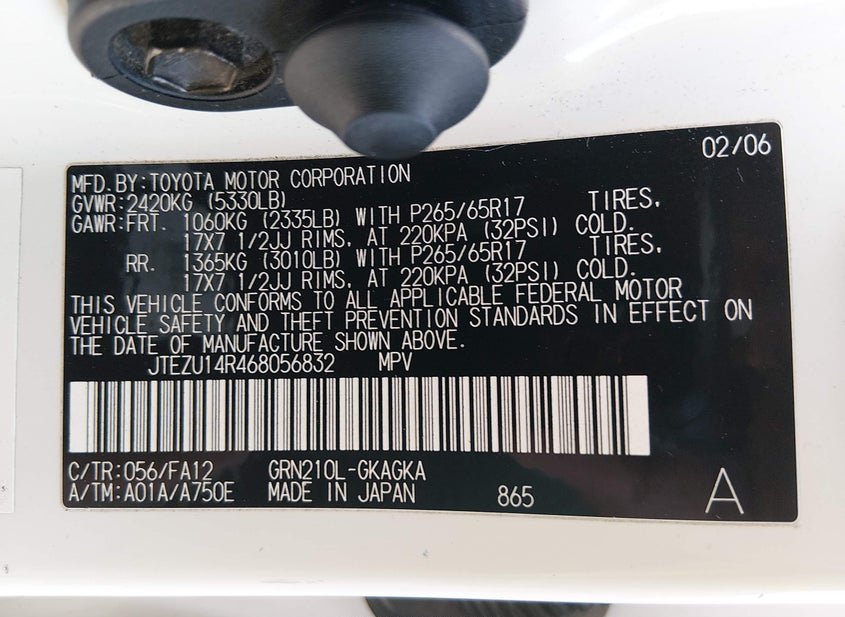 02/06
MFD.BY:TOYOTA MOTOR CORPORATION
GVWR:2420KG (5330LB)
GAWR:FRT. 1060KG (2335LB) WITH P265/65R17 TIRES,
17X7 1/2JJ RIMS, AT 220KPA (32PSI) COLD.
RR. 1365KG (3010LB) WITH P265/65R17 TIRES,
17X7 1/2JJ RIMS, AT 220KPA (32PSI) COLD.
THIS VEHICLE CONFORMS TO ALL APPLICABLE FEDERAL MOTOR
VEHICLE SAFETY AND THEFT PREVENTION STANDARDS IN EFFECT ON
THE DATE OF MANUFACTURE SHOWN ABOVE.
JTEZU14R468056832 MPV
C/TR:056/FA12 GRN210L-GKAGKA
A/TM:A01A/A750E MADE IN JAPAN 865 A